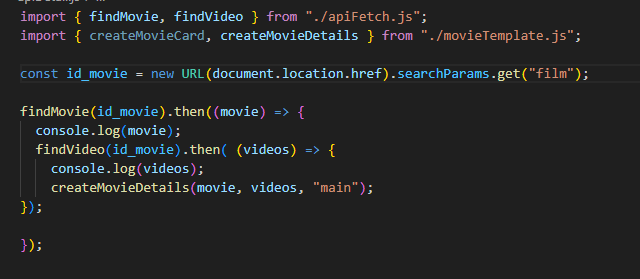 import { findMovie, findVideo } from "./apiFetch.js";
import { createMovieCard, createMovieDetails } from "./movieTemplate.js";
const id_movie = new URL(document.location.href).searchParams.get("film");
findMovie(id_movie).then((movie) => {
console.log(movie);
findVideo(id_movie).then( (videos) => {
console.log(videos);
createMovieDetails(movie, videos, "main");
});
});